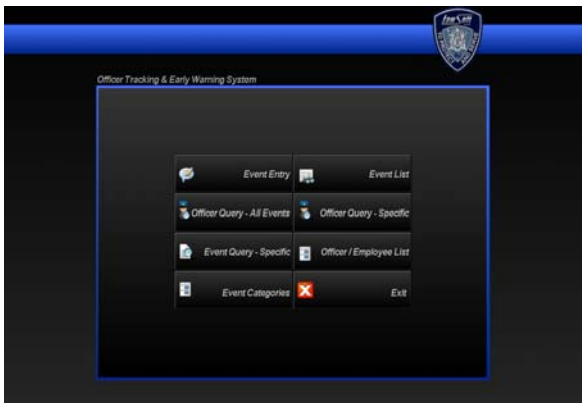 LawSoft
Officer Tracking & Early Warning System
Event Entry
Event List
Officer Query - All Events
Officer Query - Specific
Event Query - Specific
Officer / Employee List
Event Categories
Exit